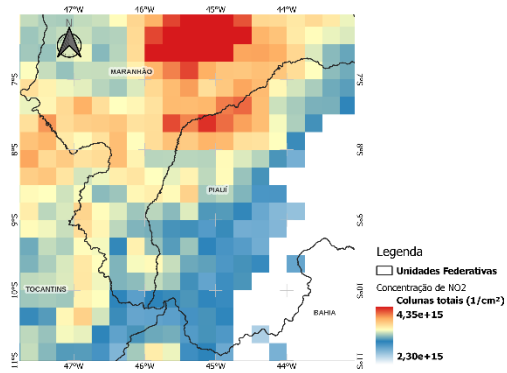 47°W 46°W 45°W 44°W
N
MARANHÃO
7°S 7°S
8°S 8°S
PIAUÍ
9°S 9°S
TOCANTINS
10°S 10°S
BAHIA
11°S 11°S
47°W 46°W 45°W 44°W
Legenda
Unidades Federativas
Concentração de NO2
Colunas totais (1/cm²)
4,35e+15
2,30e+15